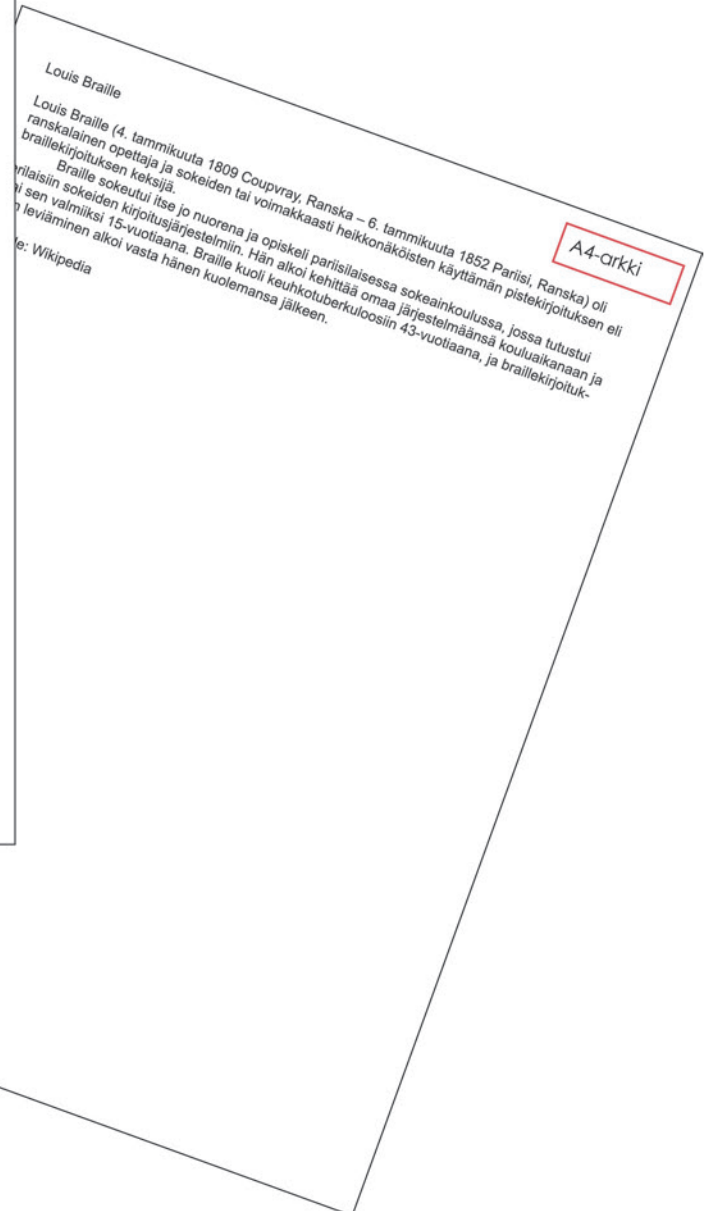 Louis Braille
Louis Braille (4. tammikuuta 1809 Coupvray, Ranska – 6. tammikuuta 1852 Pariisi, Ranska) oli
ranskalainen opettaja ja sokeiden tai voimakkaasti heikkonäköisten käyttämän pistekirjoituksen eli
braillekirjoituksen keksijä.
Braille sokeutui itse jo nuorena ja opiskeli pariisilaisessa sokeainkoulussa, jossa tutustui
rilaisiin sokeiden kirjoitusjärjestelmiin. Hän alkoi kehittää omaa järjestelmäänsä kouluaikanaan ja
i sen valmiiksi 15-vuotiaana. Braille kuoli keuhkotuberkuloosiin 43-vuotiaana, ja braillekirjoituk-
n leviäminen alkoi vasta hänen kuolemansa jälkeen.
Wikipedia
A4-arkki